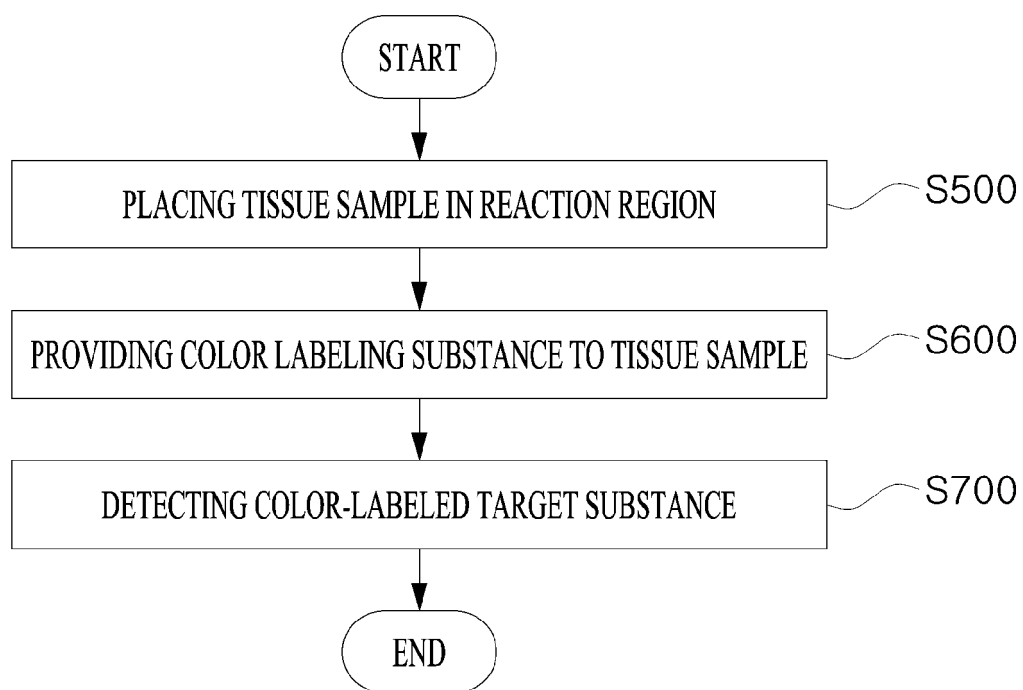 START
PLACING TISSUE SAMPLE IN REACTION REGION
S500
PROVIDING COLOR LABELING SUBSTANCE TO TISSUE SAMPLE
S600
DETECTING COLOR-LABELED TARGET SUBSTANCE
S700
END